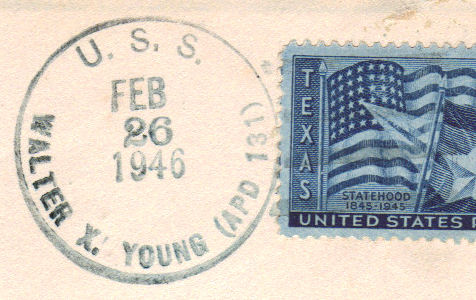 U. S. S.
FEB
26
1946
WALTER X. YOUNG (APD 131)
TEXAS
STATEHOOD
1845-1945
UNITED STATES P